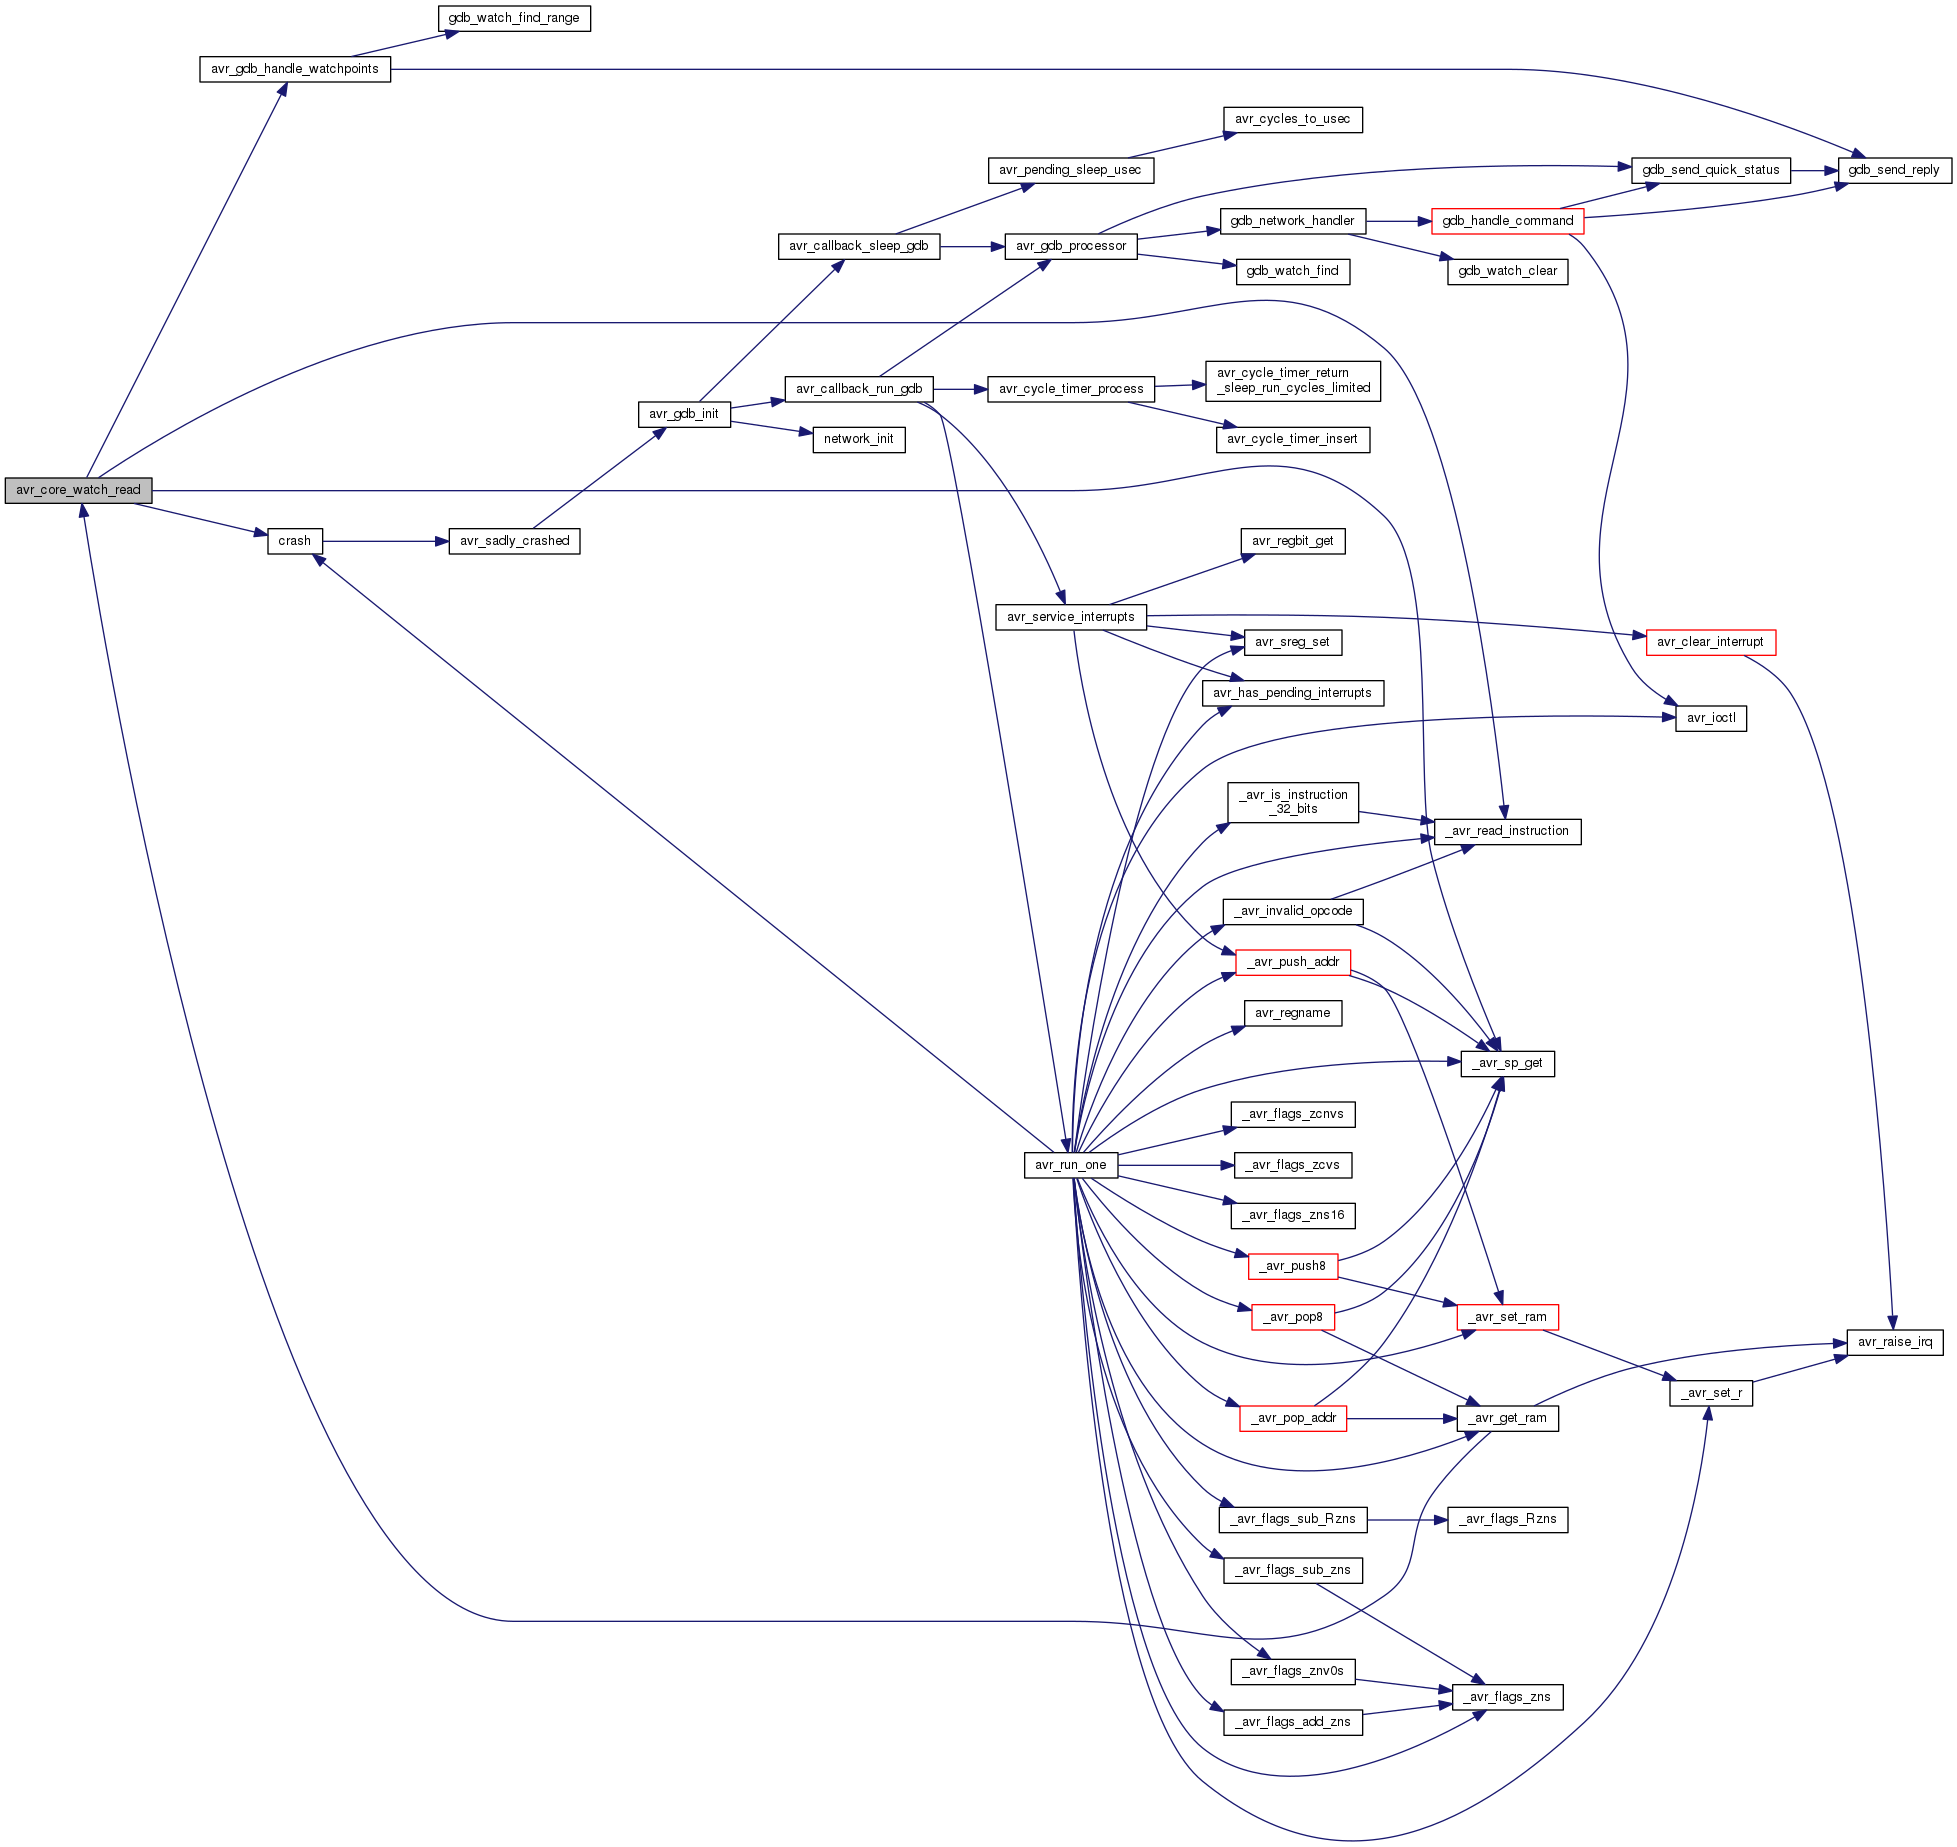 gdb_watch_find_range
avr_gdb_handle_watchpoints
avr_cycles_to_usec
avr_pending_sleep_usec
gdb_send_quick_status
gdb_send_reply
gdb_network_handler
gdb_handle_command
avr_callback_sleep_gdb
avr_gdb_processor
gdb_watch_find
gdb_watch_clear
avr_cycle_timer_return
_sleep_run_cycles_limited
avr_callback_run_gdb
avr_cycle_timer_process
avr_gdb_init
network_init
avr_cycle_timer_insert
avr_core_watch_read
crash
avr_sadly_crashed
avr_regbit_get
avr_service_interrupts
avr_sreg_set
avr_clear_interrupt
avr_has_pending_interrupts
avr_ioctl
_avr_is_instruction
_32_bits
_avr_read_instruction
_avr_invalid_opcode
_avr_push_addr
avr_regname
_avr_sp_get
_avr_flags_zcnvs
avr_run_one
_avr_flags_zcvs
_avr_flags_zns16
_avr_push8
_avr_pop8
_avr_set_ram
avr_raise_irq
_avr_set_r
_avr_pop_addr
_avr_get_ram
_avr_flags_sub_Rzns
_avr_flags_Rzns
_avr_flags_sub_zns
_avr_flags_znv0s
_avr_flags_zns
_avr_flags_add_zns